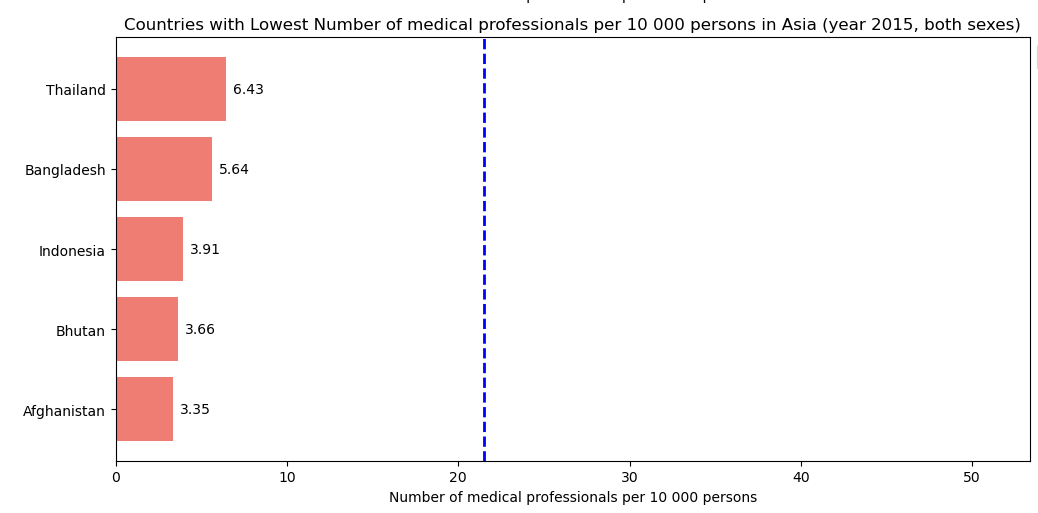 Countries with Lowest Number of medical professionals per 10 000 persons in Asia (year 2015, both sexes)
Thailand 6.43
Bangladesh 5.64
Indonesia 3.91
Bhutan 3.66
Afghanistan 3.35
0 10 20 30 40 50
Number of medical professionals per 10 000 persons